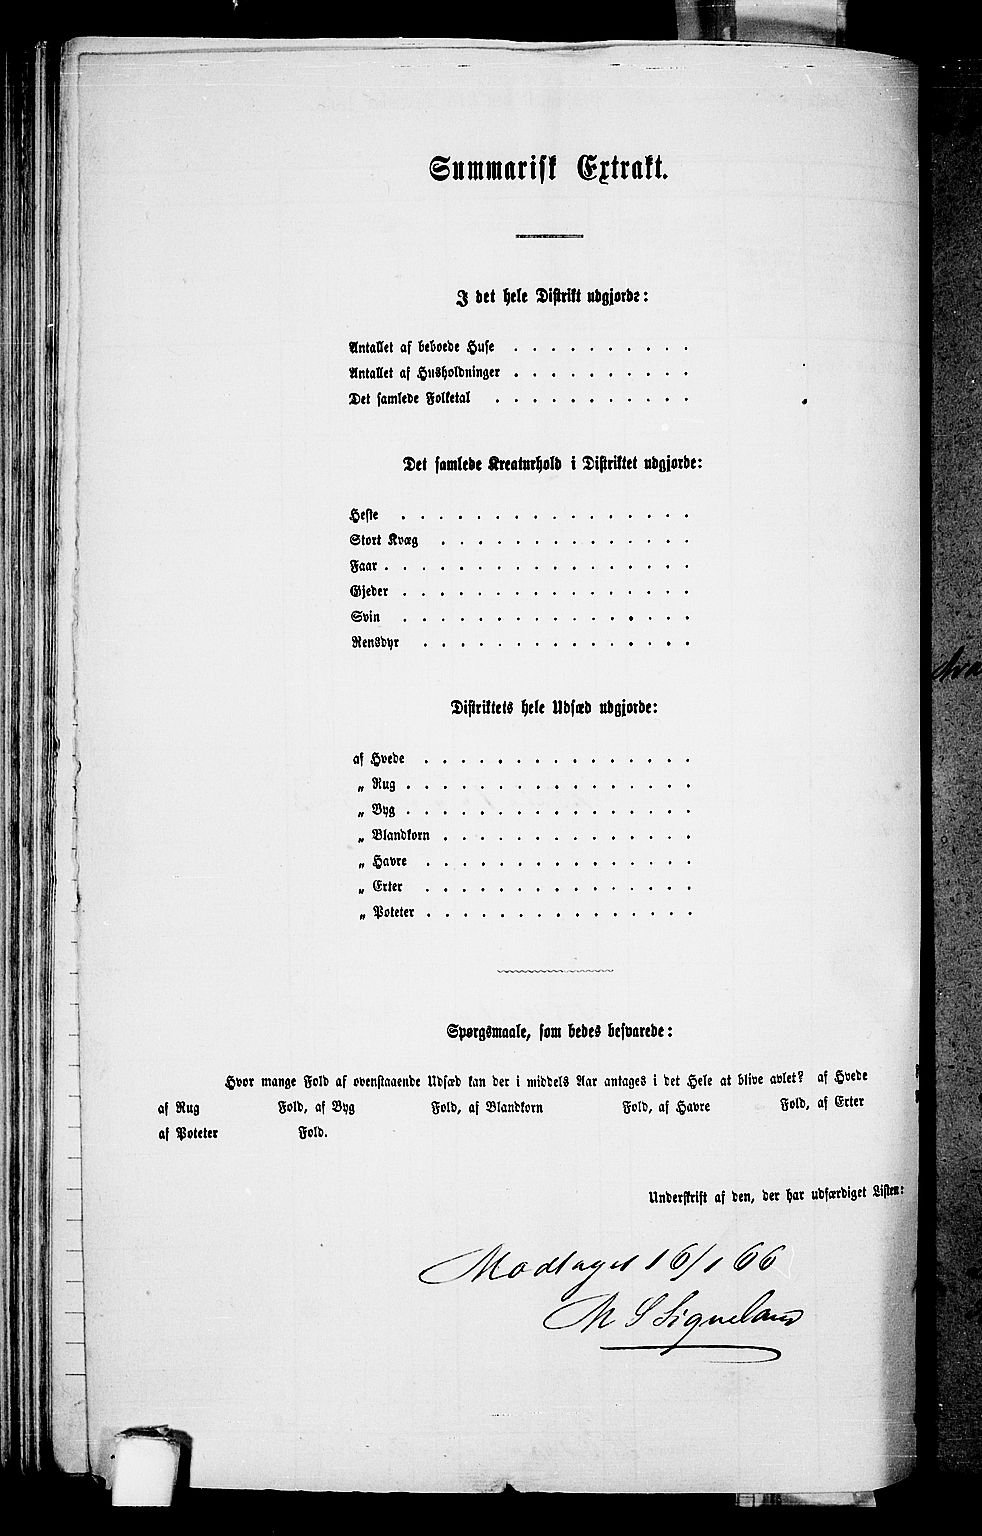 Summarisk Extrakt.
I det hele Distrikt udgjorde:
Antallet af beboede Huse . . . . . . . . . .
Antallet af Husholdninger . . . . . . . . . .
Det samlede Folketal . . . . . . . . . . .
Det samlede Kreaturhold i Distriktet udgjorde:
Heste . . . . . . . . . . . . . . . .
Stort Kvæg . . . . . . . . . . . . . .
Faar . . . . . . . . . . . . . . . . .
Gjeder . . . . . . . . . . . . . . . .
Svin . . . . . . . . . . . . . . . .
Rensdyr . . . . . . . . . . . . . . .
Distriktets hele Udsæd udgjorde:
af Hvede . . . . . . . . . . . . . . .
„ Rug . . . . . . . . . . . . . . . .
„ Byg . . . . . . . . . . . . . . . .
„ Blandkorn . . . . . . . . . . . . . .
„ Havre . . . . . . . . . . . . . . .
„ Erter . . . . . . . . . . . . . . .
„ Poteter . . . . . . . . . . . . . . .
Spørgsmaale, som bedes besvarede:
Hvor mange Fold af ovenstaaende Udsæd kan der i middels Aar antages i det Hele at blive avlet? af Hvede
af Rug Fold, af Byg Fold, af Blandkorn Fold, af Havre Fold, af Erter
af Poteter Fold.
Underskrift af den, der har udfærdiget Listen:
Modtaget 16/1 66
M S